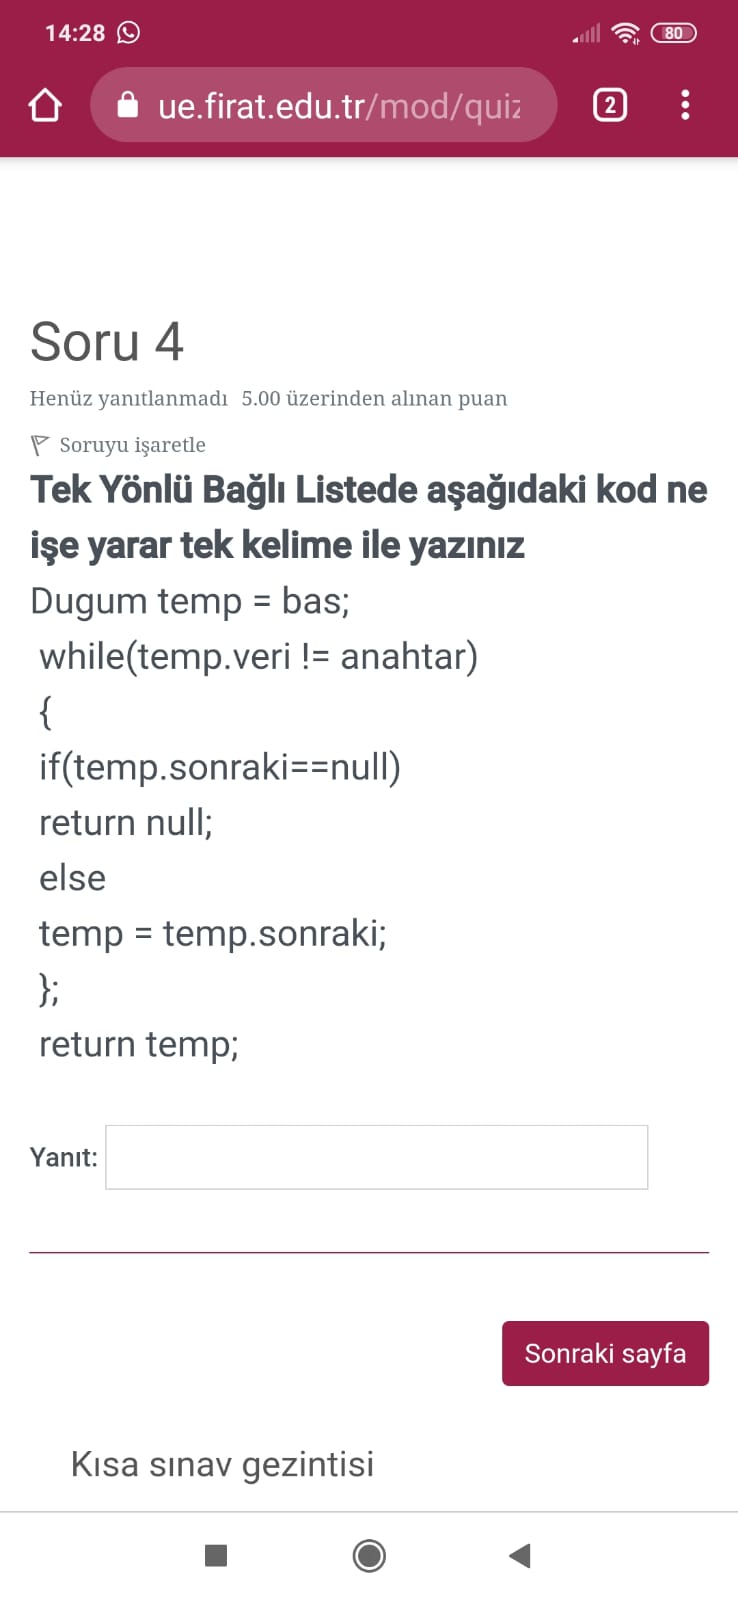 14:28
80
ue.firat.edu.tr/mod/quiz
2
Soru 4
Henüz yanıtlanmadı 5.00 üzerinden alınan puan
Soruyu işaretle
Tek Yönlü Bağlı Listede aşağıdaki kod ne
işe yarar tek kelime ile yazınız
Dugum temp = bas;
while(temp.veri != anahtar)
{
if(temp.sonraki==null)
return null;
else
temp = temp.sonraki;
};
return temp;
Yanıt:
Sonraki sayfa
Kısa sınav gezintisi